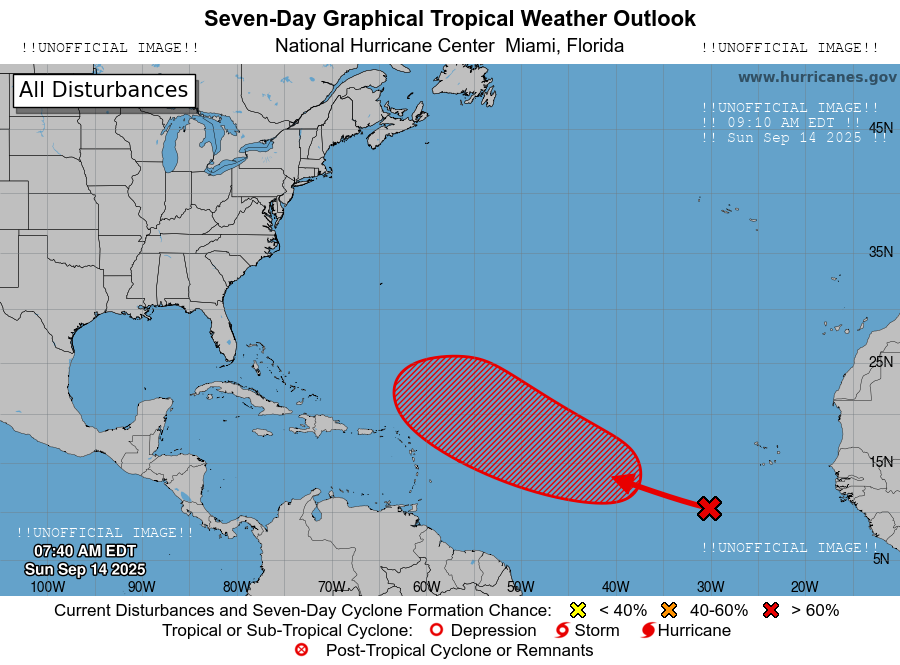 Seven-Day Graphical Tropical Weather Outlook
!!UNOFFICIAL IMAGE!! National Hurricane Center Miami, Florida !!UNOFFICIAL IMAGE!!
All Disturbances
www.hurricanes.gov
!!UNOFFICIAL IMAGE!!
!! 09:10 AM EDT !!
!! Sun Sep 14 2025 !!
45N
35N
25N
15N
!!UNOFFICIAL IMAGE!!
!!UNOFFICIAL IMAGE!!
07:40 AM EDT
5N
Sun Sep 14 2025
100W 90W 80W 70W 60W 50W 40W 30W 20W
Current Disturbances and Seven-Day Cyclone Formation Chance: < 40% 40-60% > 60%
Tropical or Sub-Tropical Cyclone: Depression Storm Hurricane
Post-Tropical Cyclone or Remnants